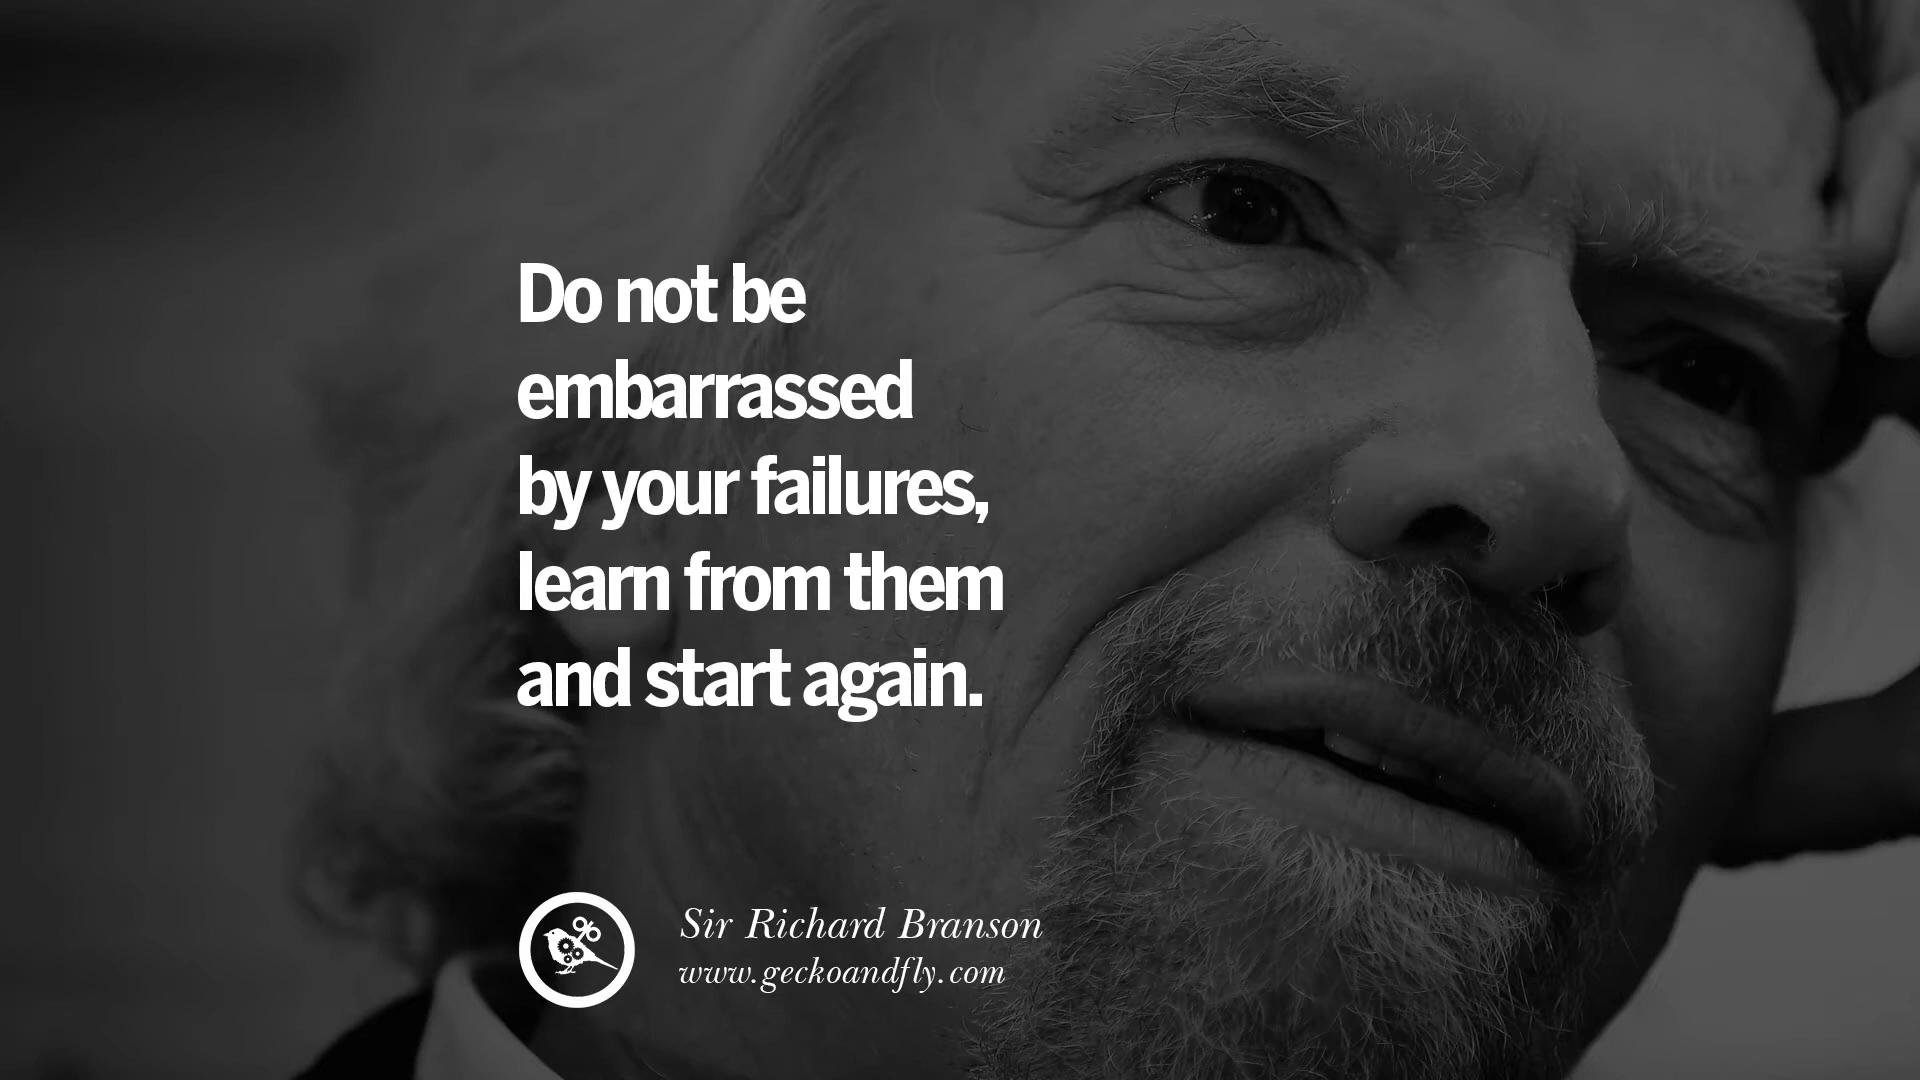 Do not be
embarrassed
by your failures,
learn from them
and start again.
Sir Richard Branson
www.geckoandfly.com